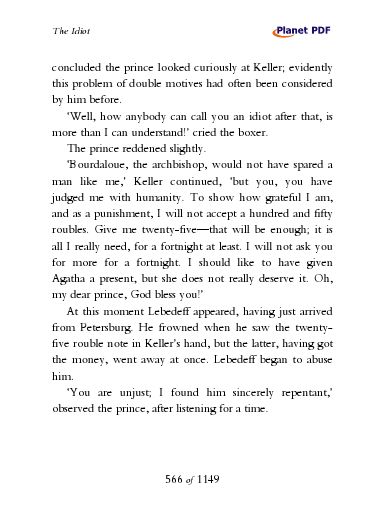 The Idiot
Planet PDF
concluded the prince looked curiously at Keller; evidently
this problem of double motives had often been considered
by him before.
‘Well, how anybody can call you an idiot after that, is
more than I can understand!’ cried the boxer.
The prince reddened slightly.
‘Bourdaloue, the archbishop, would not have spared a
man like me,’ Keller continued, ‘but you, you have
judged me with humanity. To show how grateful I am,
and as a punishment, I will not accept a hundred and fifty
roubles. Give me twenty-five—that will be enough; it is
all I really need, for a fortnight at least. I will not ask you
for more for a fortnight. I should like to have given
Agatha a present, but she does not really deserve it. Oh,
my dear prince, God bless you!’
At this moment Lebedeff appeared, having just arrived
from Petersburg. He frowned when he saw the twenty-
five rouble note in Keller’s hand, but the latter, having got
the money, went away at once. Lebedeff began to abuse
him.
‘You are unjust; I found him sincerely repentant,’
observed the prince, after listening for a time.
566 of 1149